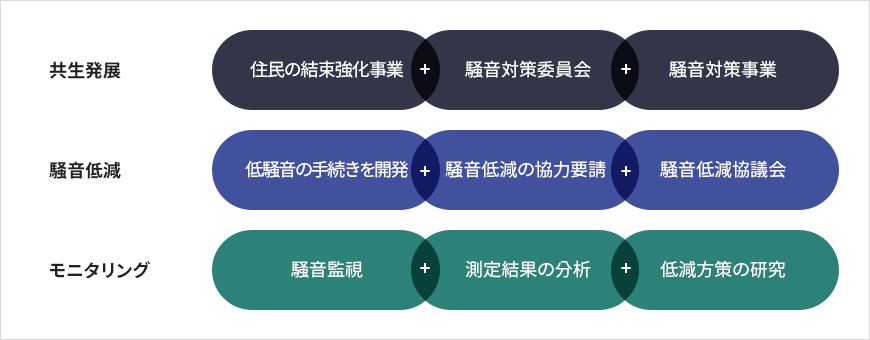 共生発展
住民の結束強化事業 + 騒音対策委員会 + 騒音対策事業
騒音低減
低騒音の手続きを開発 + 騒音低減の協力要請 + 騒音低減協議会
モニタリング
騒音監視 + 測定結果の分析 + 低減方策の研究